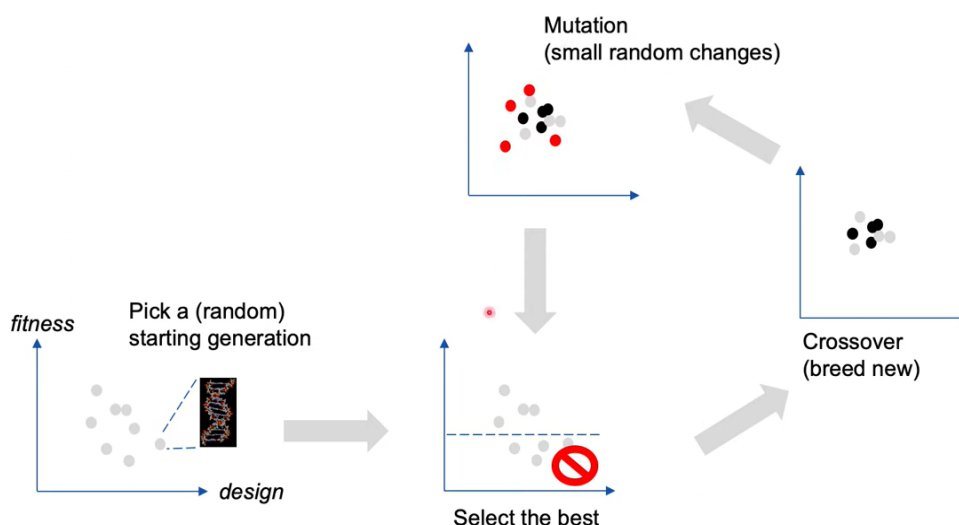 Mutation
(small random changes)
Pick a (random)
starting generation
fitness
design
Select the best
Crossover
(breed new)